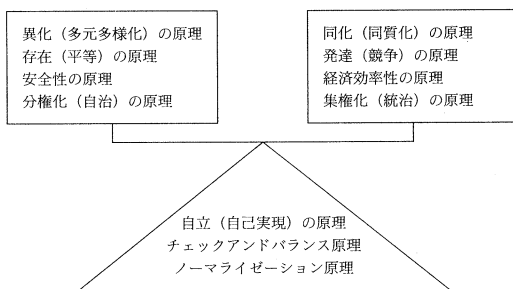 異化（多元多様化）の原理
存在（平等）の原理
安全性の原理
分権化（自治）の原理
同化（同質化）の原理
発達（競争）の原理
経済効率性の原理
集権化（統治）の原理
自立（自己実現）の原理
チェックアンドバランス原理
ノーマライゼーション原理